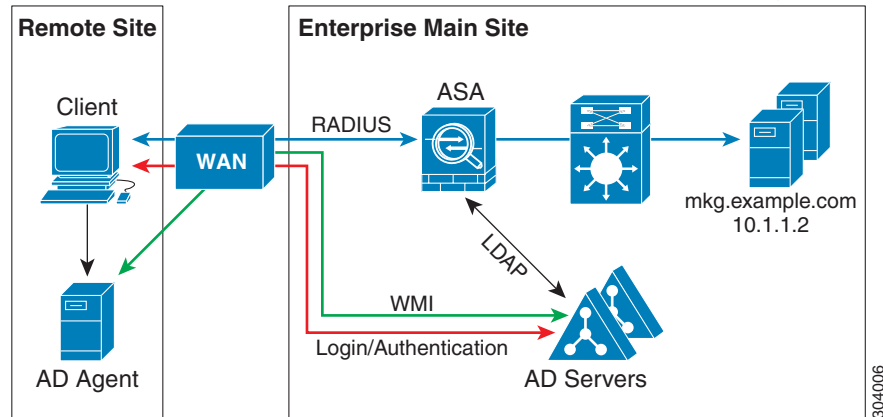 Remote Site
Enterprise Main Site
Client
ASA
RADIUS
WAN
mkg.example.com
10.1.1.2
LDAP
WMI
Login/Authentication
AD Agent
AD Servers
304006